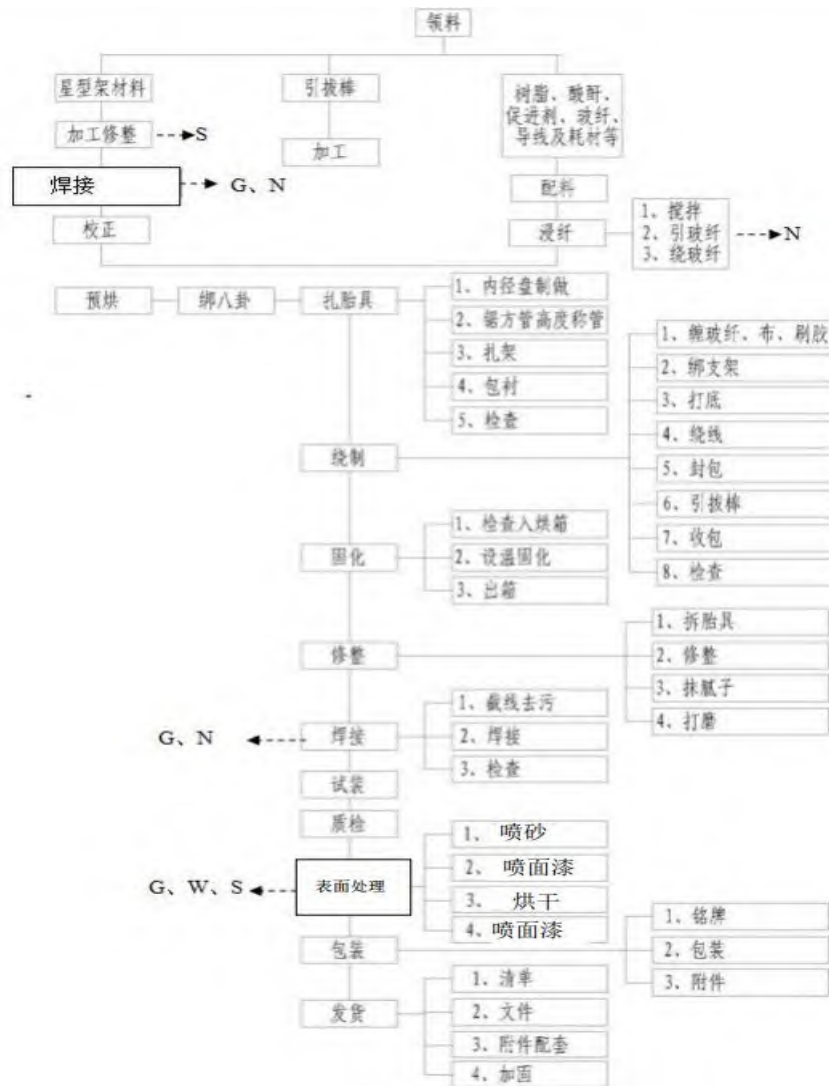 领料
星型架材料
引拔棒
树脂、酸酐、
促进剂、玻纤、
导线及耗材等
加工修整
S
加工
焊接
G、N
配料
校正
浸纤
1、搅拌
2、引玻纤
3、绕玻纤
N
预烘
绑八卦
扎胎具
1、内径盘制做
2、锯方管高度称管
3、扎架
4、包衬
5、检查
1、缠玻纤、布、刷胶
2、绑支架
3、打底
4、绕线
5、封包
6、引拔棒
7、收包
8、检查
绕制
固化
1、检查入烘箱
2、设温固化
3、出箱
修整
1、拆胎具
2、修整
3、抹腻子
4、打磨
G、N
焊接
1、截线去污
2、焊接
3、检查
试装
质检
G、W、S
表面处理
1、喷砂
2、喷面漆
3、烘干
4、喷面漆
包装
1、铭牌
2、包装
3、附件
发货
1、清单
2、文件
3、附件配套
4、加固